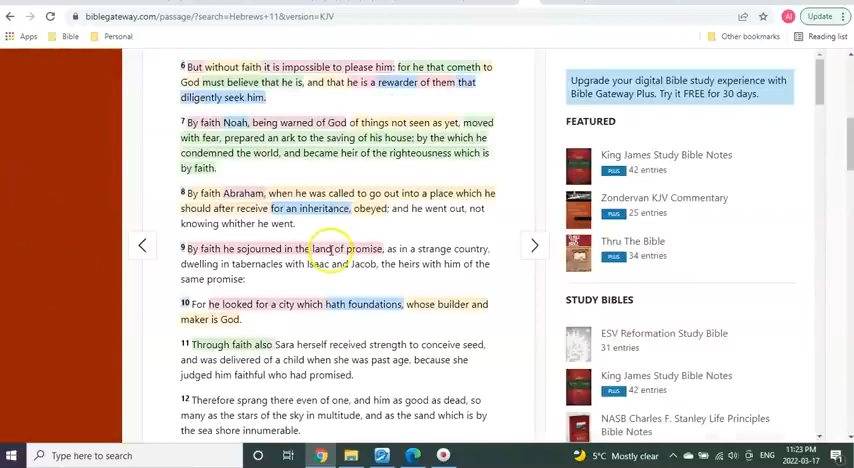 biblegateway.com/passage/?search=Hebrews+11&version=KJV
AI
Update
Apps
Bible
Personal
Other bookmarks
Reading list
6 But without faith it is impossible to please him: for he that cometh to
God must believe that he is, and that he is a rewarder of them that
diligently seek him.
7 By faith Noah, being warned of God of things not seen as yet, moved
with fear, prepared an ark to the saving of his house; by the which he
condemned the world, and became heir of the righteousness which is
by faith.
8 By faith Abraham, when he was called to go out into a place which he
should after receive for an inheritance, obeyed; and he went out, not
knowing whither he went.
9 By faith he sojourned in the land of promise, as in a strange country,
dwelling in tabernacles with Isaac and Jacob, the heirs with him of the
same promise:
10 For he looked for a city which hath foundations, whose builder and
maker is God.
11 Through faith also Sara herself received strength to conceive seed,
and was delivered of a child when she was past age, because she
judged him faithful who had promised.
12 Therefore sprang there even of one, and him as good as dead, so
many as the stars of the sky in multitude, and as the sand which is by
the sea shore innumerable.
Upgrade your digital Bible study experience with
Bible Gateway Plus. Try it FREE for 30 days.
FEATURED
King James Study Bible Notes
PLUS 42 entries
Zondervan KJV Commentary
PLUS 25 entries
Thru The Bible
PLUS 34 entries
STUDY BIBLES
ESV Reformation Study Bible
31 entries
King James Study Bible Notes
PLUS 42 entries
NASB Charles F. Stanley Life Principles
Bible Notes
Type here to search
5°C Mostly clear
ENG
11:23 PM
2022-03-17